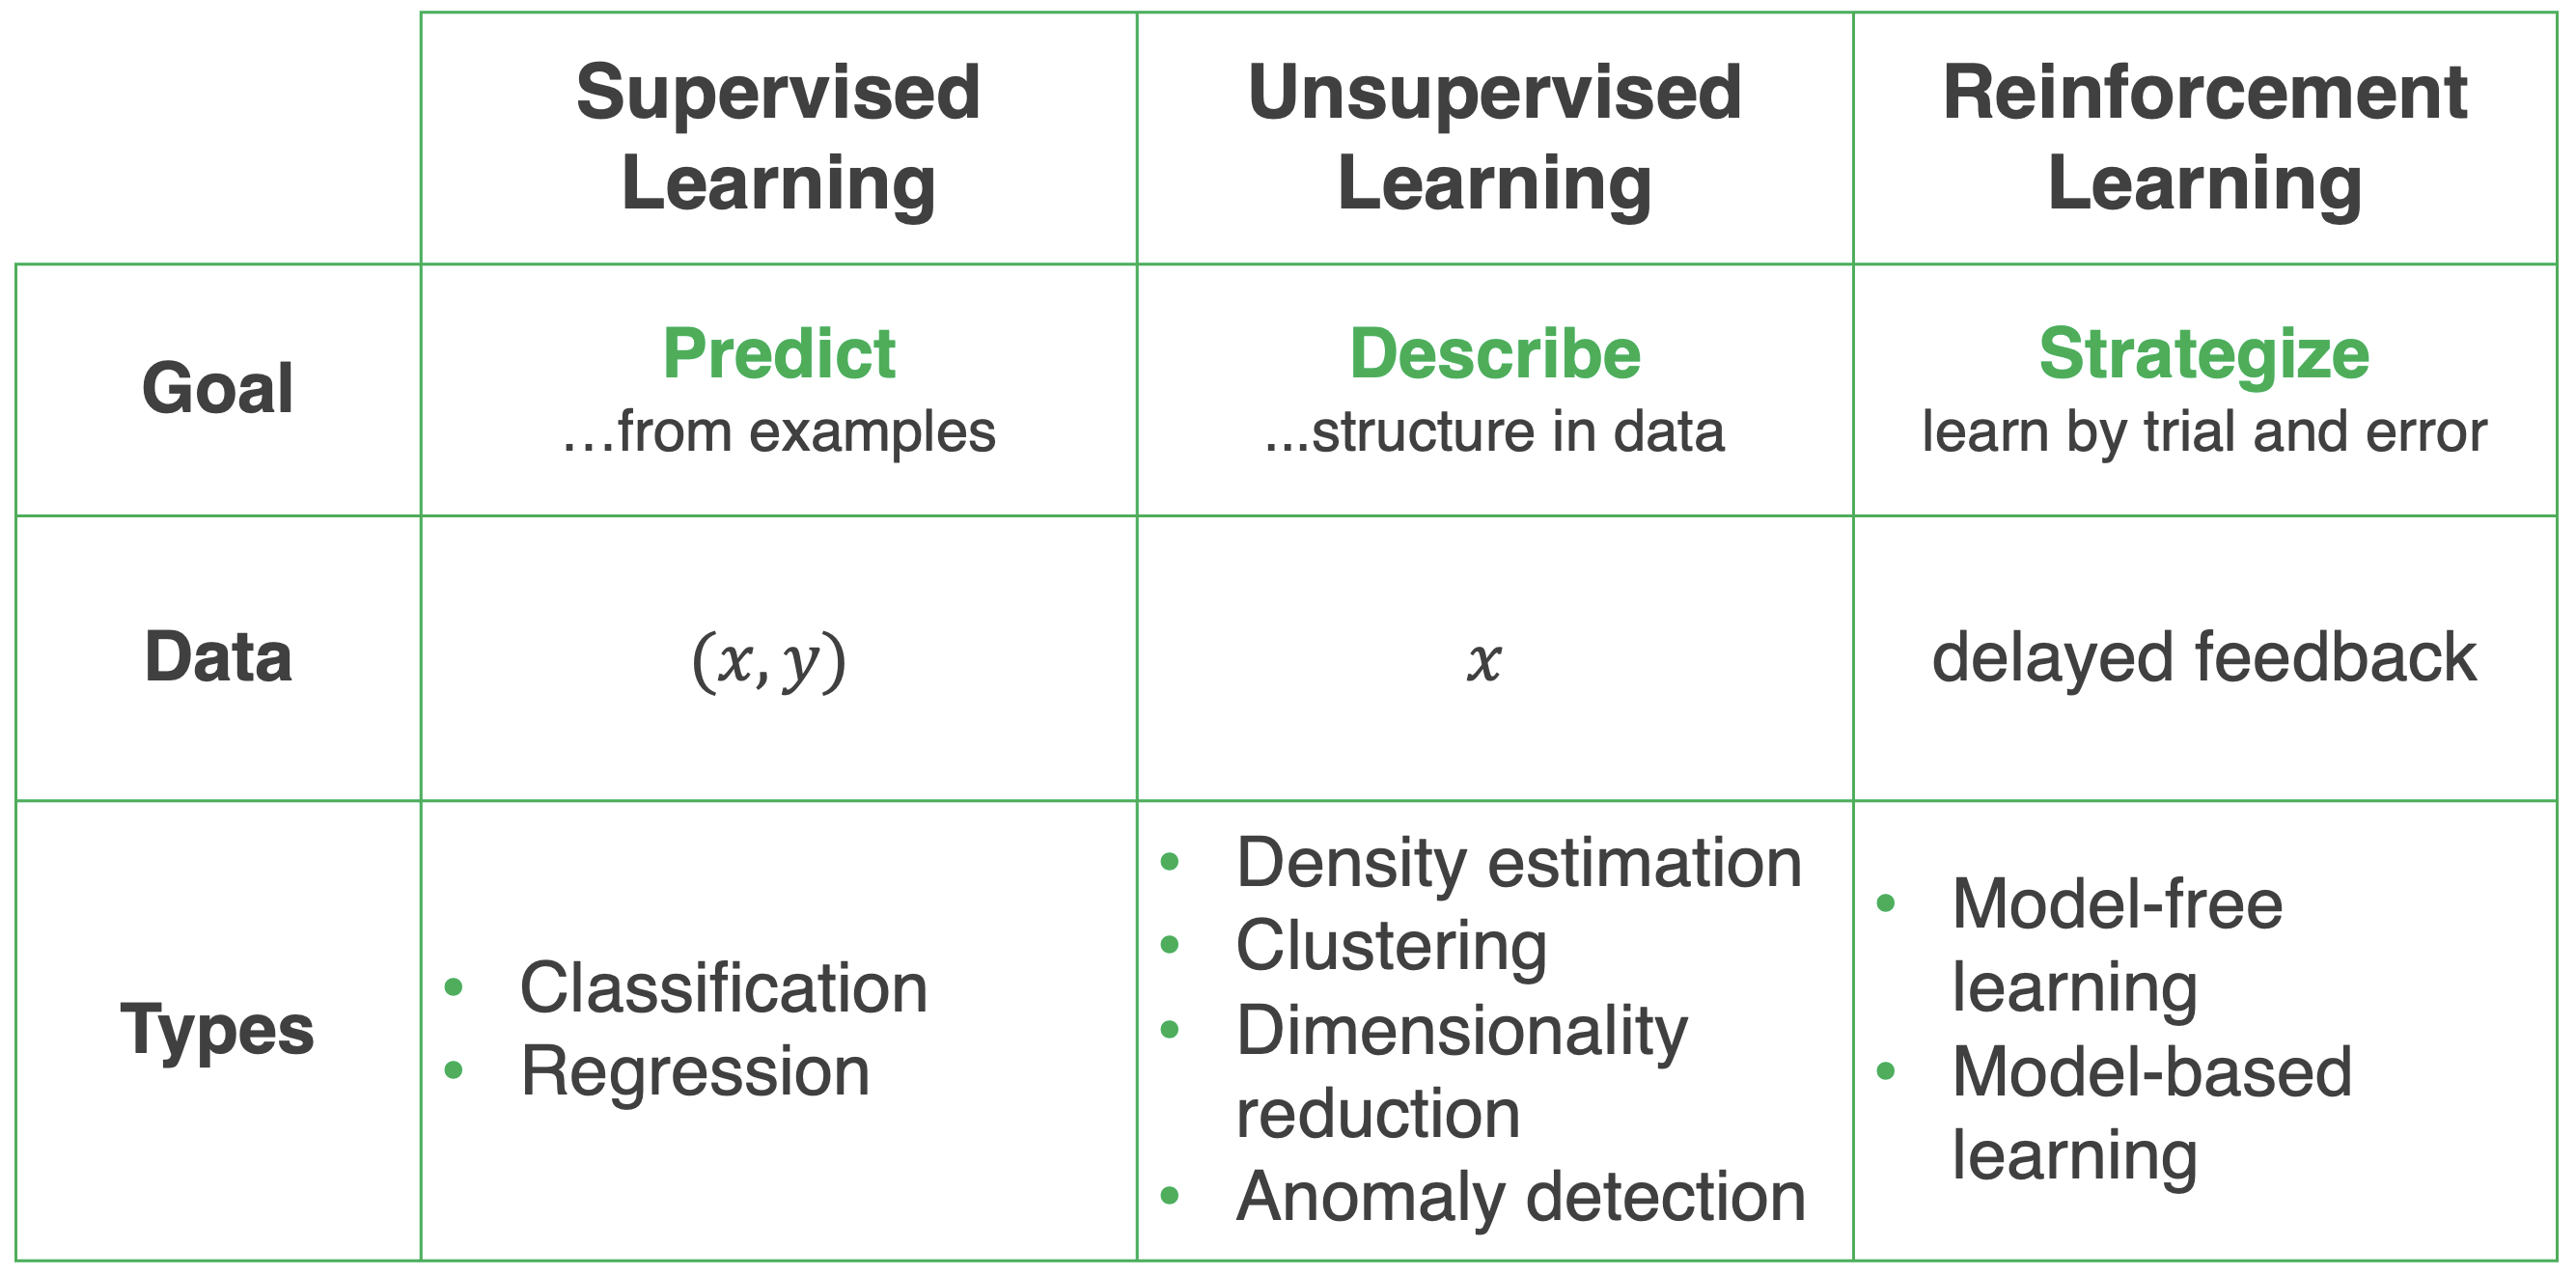 Supervised
Learning
Unsupervised
Learning
Reinforcement
Learning
Goal
Predict
…from examples
Describe
...structure in data
Strategize
learn by trial and error
Data
(x, y)
x
delayed feedback
Types
• Classification
• Regression
• Density estimation
• Clustering
• Dimensionality
reduction
• Anomaly detection
• Model-free
learning
• Model-based
learning